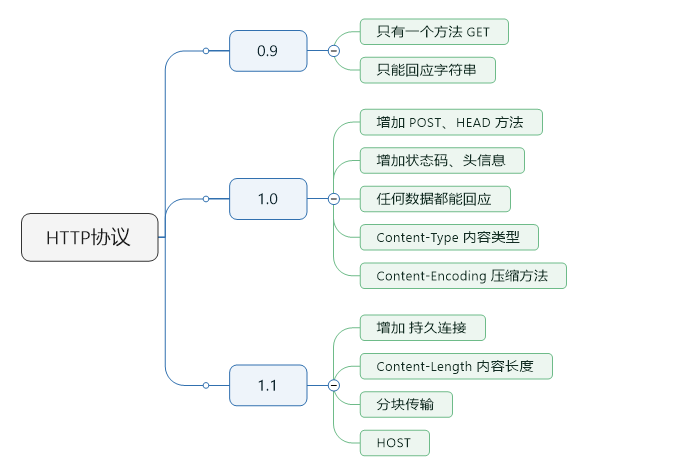 HTTP协议
0.9
只有一个方法 GET
只能回应字符串
1.0
增加 POST、HEAD 方法
增加状态码、头信息
任何数据都能回应
Content-Type 内容类型
Content-Encoding 压缩方法
1.1
增加 持久连接
Content-Length 内容长度
分块传输
HOST